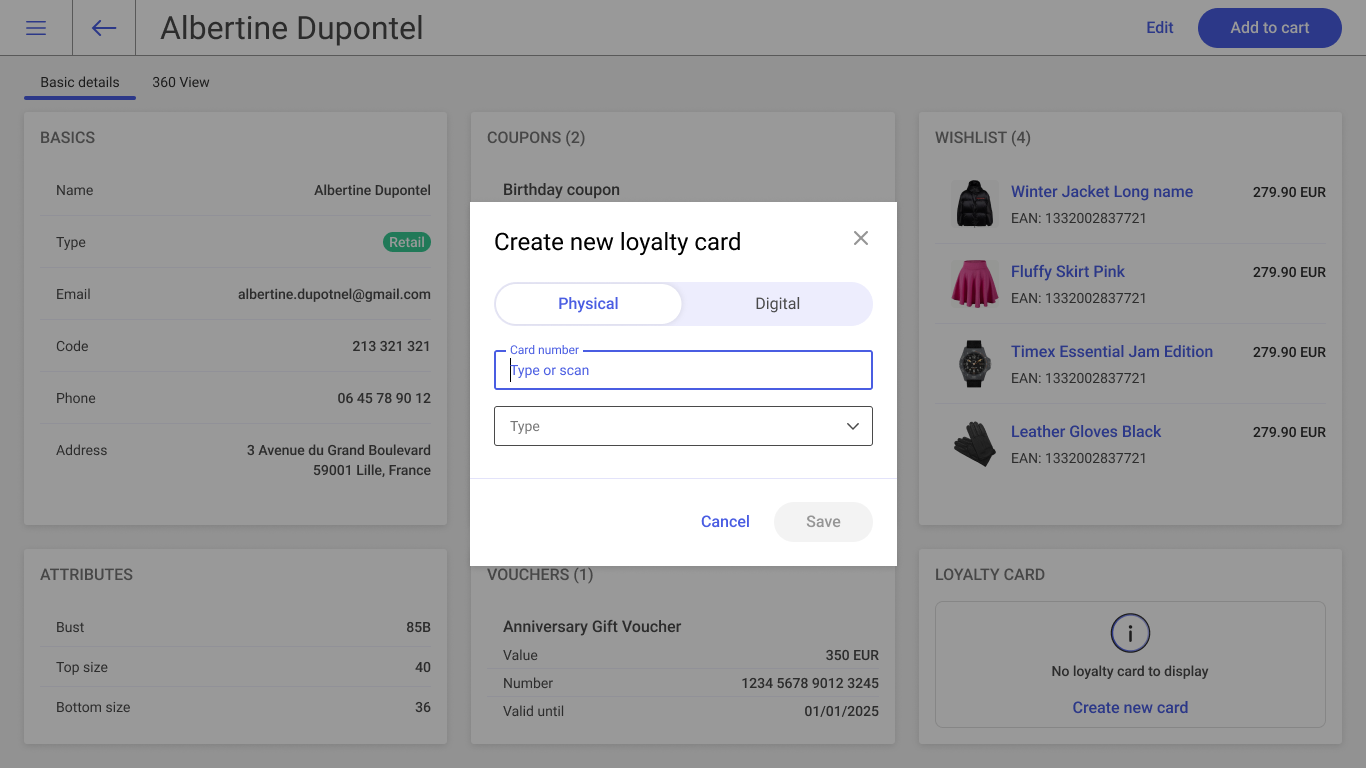 Albertine Dupontel
Edit
Add to cart
Basic details
360 View
BASICS
Name
Albertine Dupontel
Type
Retail
Email
albertine.dupotnel@gmail.com
Code
213 321 321
Phone
06 45 78 90 12
Address
3 Avenue du Grand Boulevard
59001 Lille, France
COUPONS (2)
Birthday coupon
WISHLIST (4)
Winter Jacket Long name
279.90 EUR
EAN: 1332002837721
Fluffy Skirt Pink
279.90 EUR
EAN: 1332002837721
Timex Essential Jam Edition
279.90 EUR
EAN: 1332002837721
Leather Gloves Black
279.90 EUR
EAN: 1332002837721
Create new loyalty card
Physical
Digital
Card number
Type or scan
Type
Cancel
Save
ATTRIBUTES
Bust
85B
Top size
40
Bottom size
36
VOUCHERS (1)
Anniversary Gift Voucher
Value
350 EUR
Number
1234 5678 9012 3245
Valid until
01/01/2025
LOYALTY CARD
No loyalty card to display
Create new card